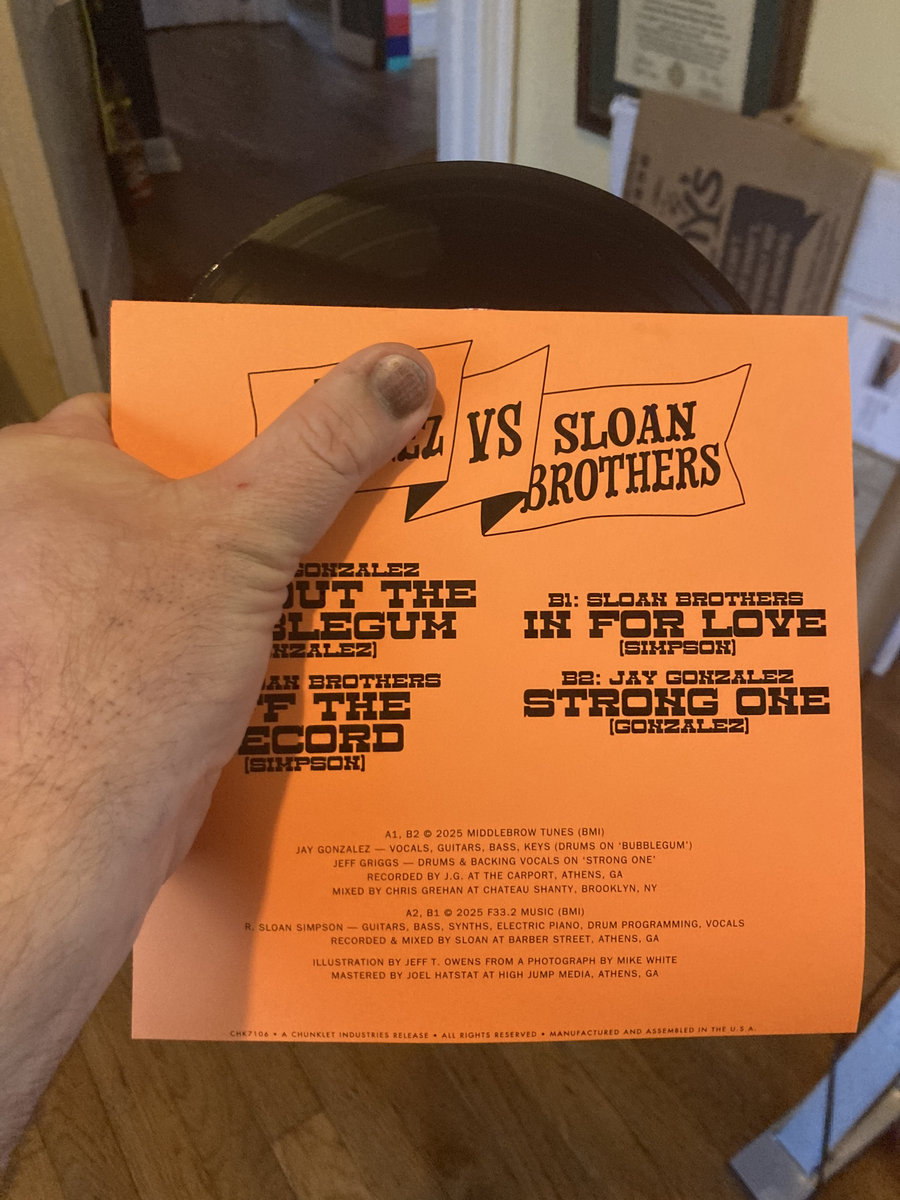 VS
SLOAN
BROTHERS
GONZALEZ
THE
B1: SLOAN BROTHERS
IN FOR LOVE
[SIMPSON]
B2: JAY GONZALEZ
STRONG ONE
[GONZALEZ]
BROTHERS
THE
[SIMPSON]
A1, B2 © 2025 MIDDLEBROW TUNES (BMI)
JAY GONZALEZ — VOCALS, GUITARS, BASS, KEYS (DRUMS ON ‘BUBBLEGUM’)
JEFF GRIGGS — DRUMS & BACKING VOCALS ON ‘STRONG ONE’
RECORDED BY J.G. AT THE CARPORT, ATHENS, GA
MIXED BY CHRIS GREHAN AT CHATEAU SHANTY, BROOKLYN, NY
A2, B1 © 2025 F33.2 MUSIC (BMI)
R. SLOAN SIMPSON — GUITARS, BASS, SYNTHS, ELECTRIC PIANO, DRUM PROGRAMMING, VOCALS
RECORDED & MIXED BY SLOAN AT BARBER STREET, ATHENS, GA
ILLUSTRATION BY JEFF T. OWENS FROM A PHOTOGRAPH BY MIKE WHITE
MASTERED BY JOEL HATSTAT AT HIGH JUMP MEDIA, ATHENS, GA
CHK7106 • A CHUNKLET INDUSTRIES RELEASE • ALL RIGHTS RESERVED • MANUFACTURED AND ASSEMBLED IN THE U.S.A.